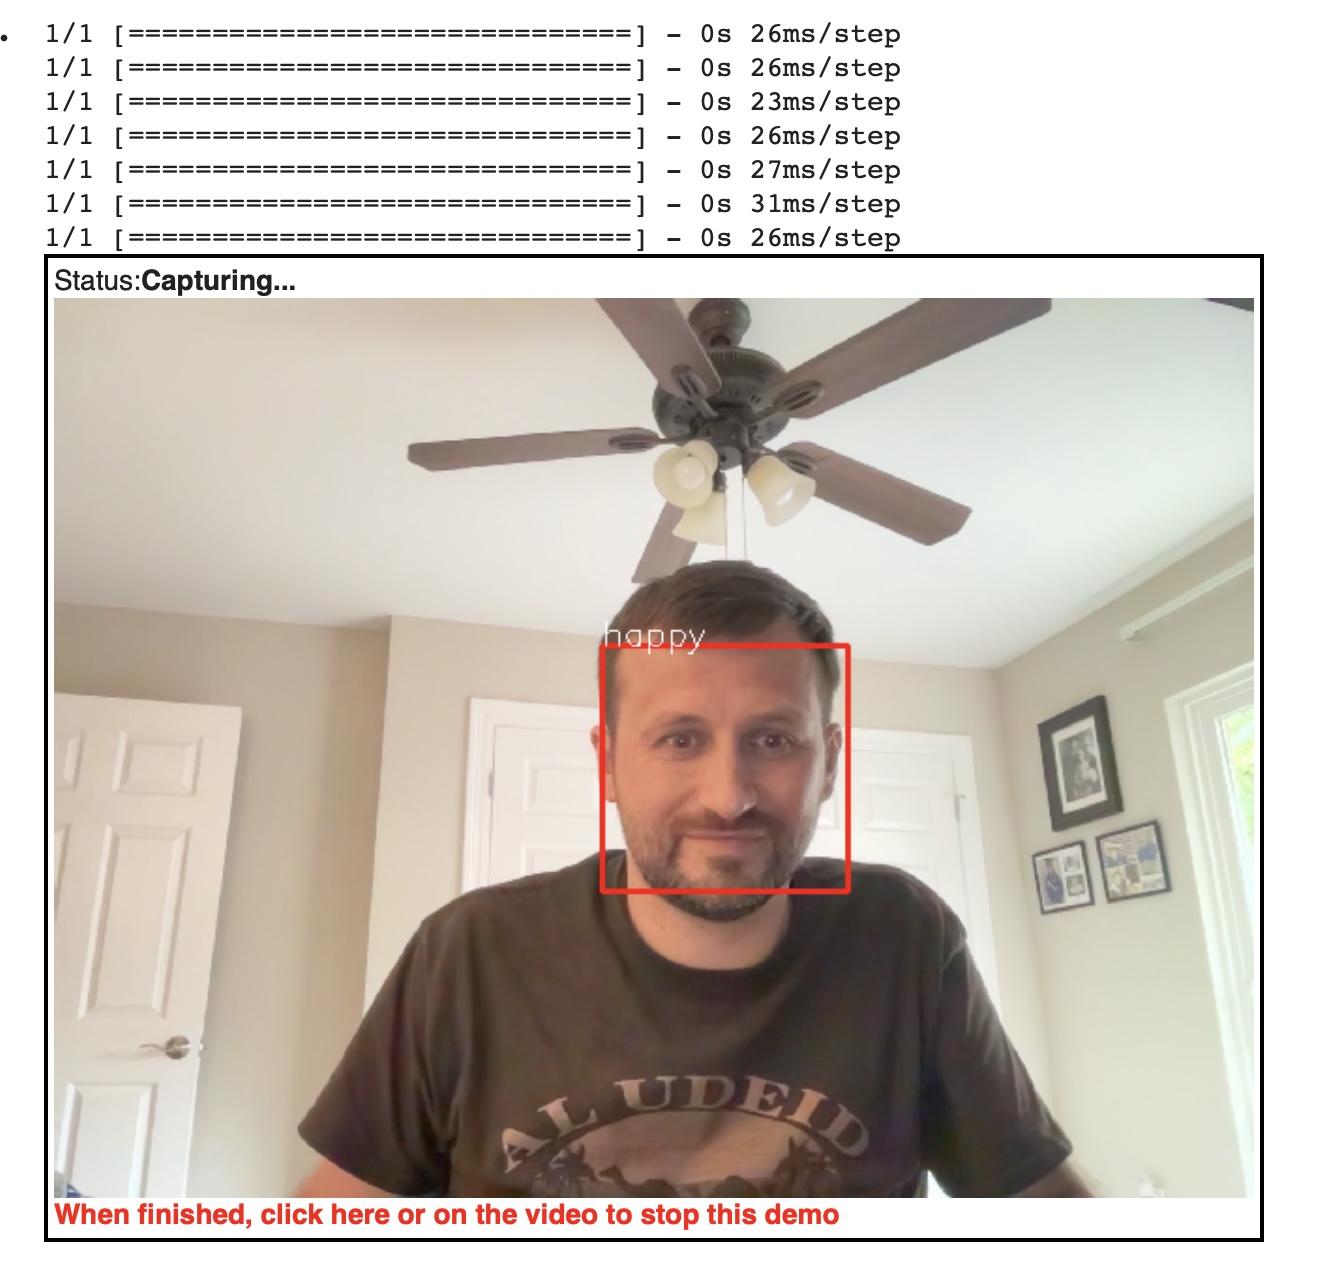 1/1 [==============================] - 0s 26ms/step
1/1 [==============================] - 0s 26ms/step
1/1 [==============================] - 0s 23ms/step
1/1 [==============================] - 0s 26ms/step
1/1 [==============================] - 0s 27ms/step
1/1 [==============================] - 0s 31ms/step
1/1 [==============================] - 0s 26ms/step
Status:Capturing...
happy
AL UDEID
When finished, click here or on the video to stop this demo